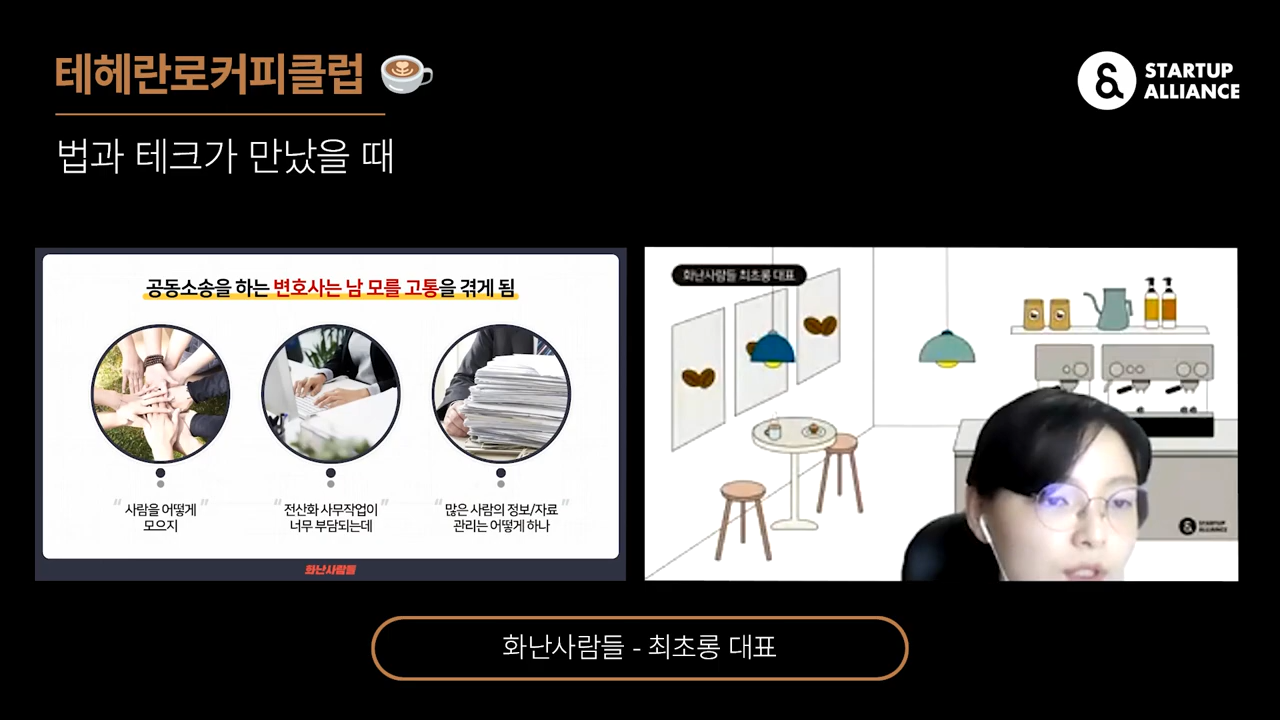 테헤란로커피클럽
STARTUP
ALLIANCE
법과 테크가 만났을 때
공동소송을 하는 변호사는 남 모를 고통을 겪게 됨
“ 사람을 어떻게 ”
모으지
“ 전산화 사무작업이 ”
너무 부담되는데
“ 많은 사람의 정보/자료 ”
관리는 어떻게 하나
화난사람들
화난사람들 최초롱 대표
STARTUP
ALLIANCE
화난사람들 - 최초롱 대표